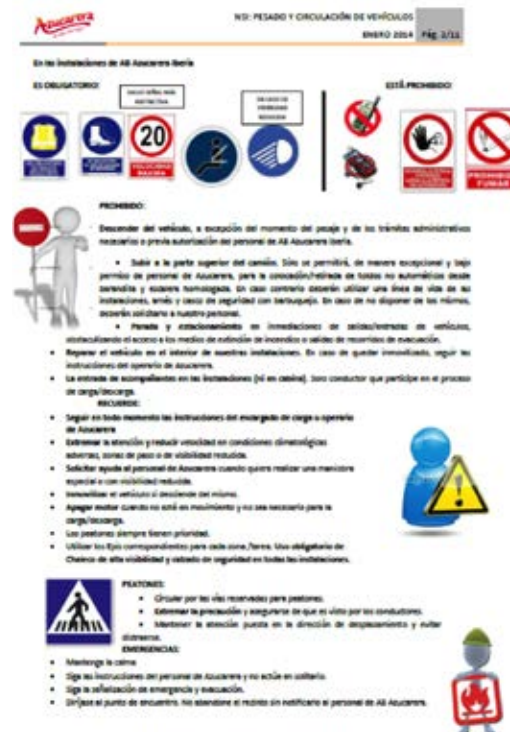 Azucarera
NSI: PESADO Y CIRCULACIÓN DE VEHÍCULOS
ENERO 2014 Pág. 2/11
En las instalaciones de AB Azucarera Iberia
ES OBLIGATORIO:
ESTÁ PROHIBIDO:
20
VELOCIDAD
MÁXIMA
PROHIBIDO
FUMAR
PROHIBIDO:
Descender del vehículo, a excepción del momento del pesaje y de los trámites administrativos
necesarios o previa autorización del personal de AB Azucarera Iberia.
• Subir a la parte superior del camión. Sólo se permitirá, de manera excepcional y bajo
permiso de personal de Azucarera, para la colocación/retirada de toldos no automáticos desde
barandilla y escalera homologada. En caso contrario deberán utilizar una línea de vida de las
instalaciones, arnés y casco de seguridad con barbuquejo. En caso de no disponer de los mismos,
deberán solicitarlo a nuestro personal.
• Parada y estacionamiento en inmediaciones de salidas/entradas de vehículos,
obstaculizando el acceso a los medios de extinción de incendios o salidas de recorridos de evacuación.
• Reparar el vehículo en el interior de nuestras instalaciones. En caso de quedar inmovilizado, seguir las
instrucciones del operario de Azucarera.
• La entrada de acompañantes en las instalaciones (ni en cabina). Solo conductor que participe en el proceso
de carga/descarga.
RECUERDE:
• Seguir en todo momento las instrucciones del encargado de carga u operario
de Azucarera
• Extremar la atención y reducir velocidad en condiciones climatológicas
adversas, zonas de paso o de visibilidad reducida.
• Solicitar ayuda al personal de Azucarera cuando quiera realizar una maniobra
especial o con visibilidad reducida.
• Inmovilizar el vehículo si desciende del mismo.
• Apagar motor cuando no esté en movimiento y no sea necesario para la
carga/descarga.
• Los peatones siempre tienen prioridad.
• Utilizar los Epis correspondientes para cada zona/tarea. Uso obligatorio de
Chaleco de alta visibilidad y calzado de seguridad en todas las instalaciones.
PEATONES:
• Circular por las vías reservadas para peatones.
• Extremar la precaución y asegurarse de que es visto por los conductores.
• Mantener la atención puesta en la dirección de desplazamiento y evitar
distraerse.
EMERGENCIAS:
• Mantenga la calma
• Siga las instrucciones del personal de Azucarera y no actúe en solitario.
• Siga la señalización de emergencia y evacuación.
• Diríjase al punto de encuentro. No abandone el recinto sin notificarlo al personal de AB Azucarera.